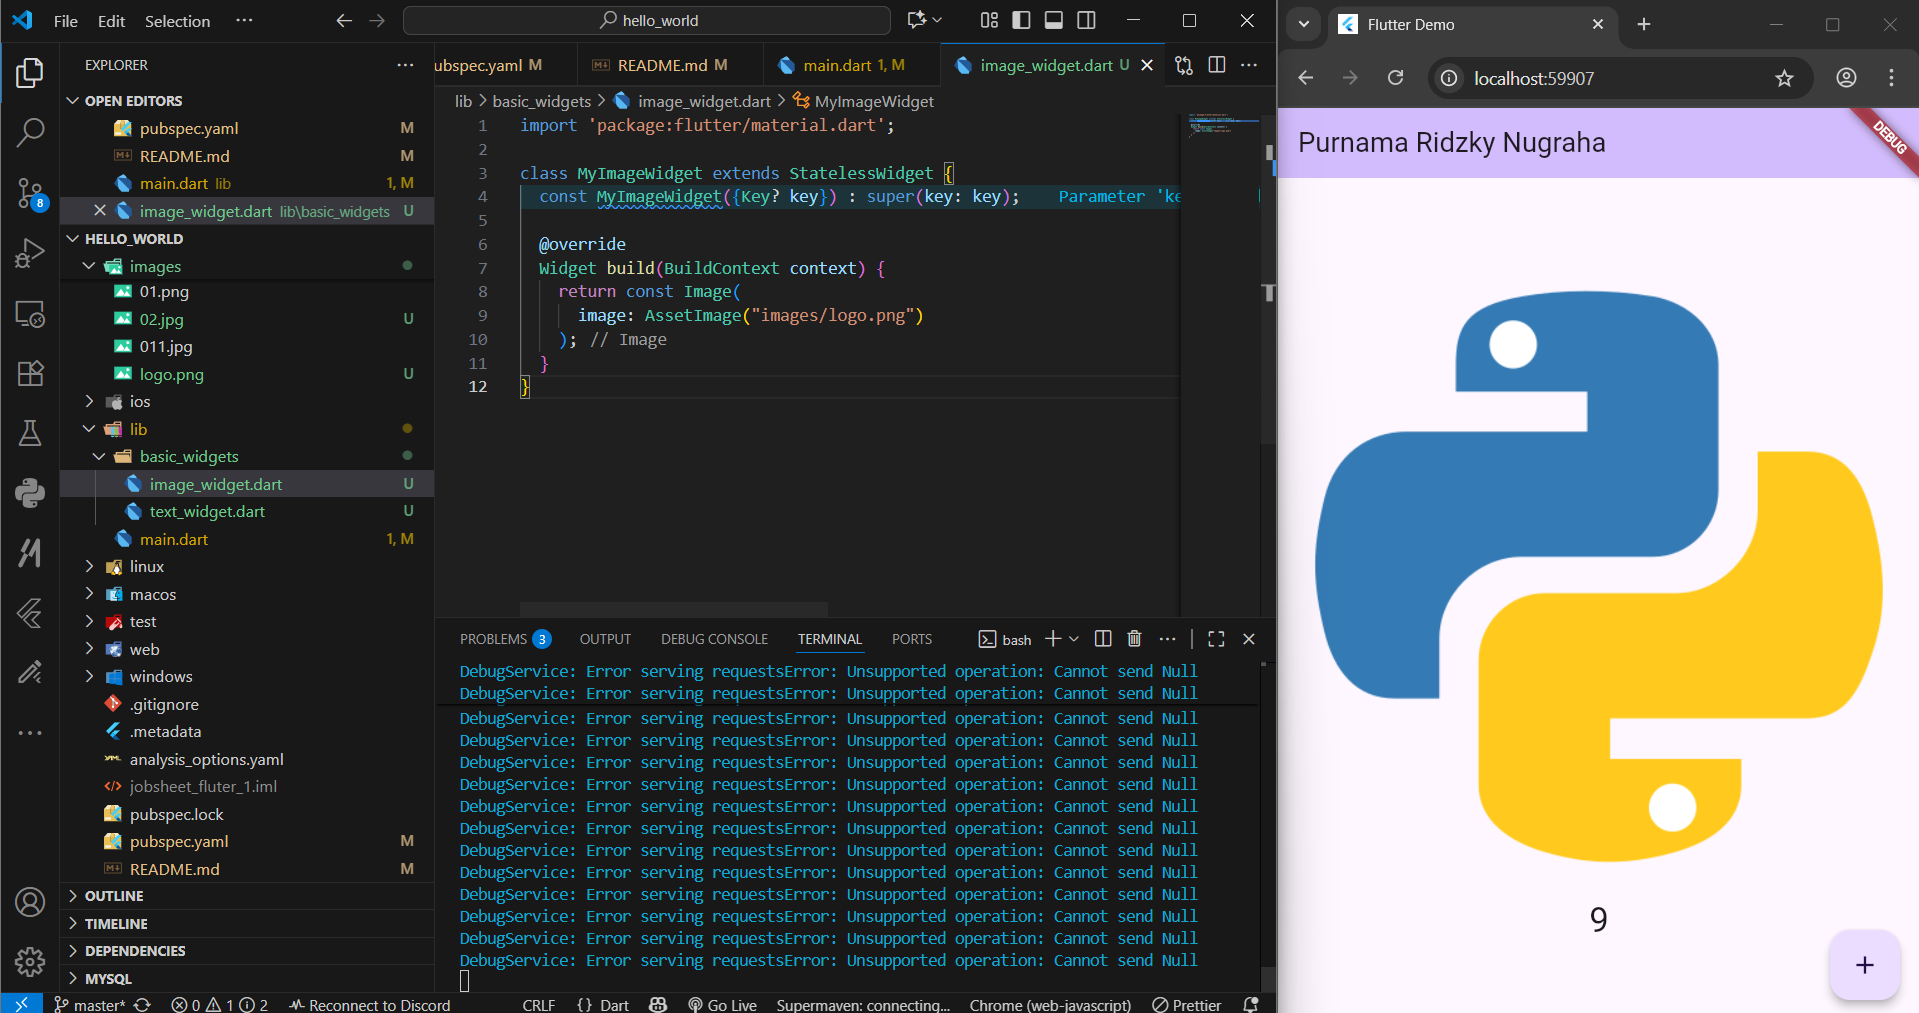 File Edit Selection ···
hello_world
EXPLORER
OPEN EDITORS
pubspec.yaml M
README.md M
main.dart lib 1, M
image_widget.dart lib\basic_widgets U
HELLO_WORLD
images
01.png
02.jpg U
011.jpg
logo.png U
ios
lib
basic_widgets
image_widget.dart U
text_widget.dart U
main.dart 1, M
linux
macos
test
web
windows
.gitignore
.metadata
analysis_options.yaml
jobsheet_fluter_1.iml
pubspec.lock
pubspec.yaml M
README.md M
OUTLINE
TIMELINE
DEPENDENCIES
MYSQL
8
ubspec.yaml M
README.md M
main.dart 1, M
image_widget.dart U
lib > basic_widgets > image_widget.dart > MyImageWidget
1 import 'package:flutter/material.dart';
2
3 class MyImageWidget extends StatelessWidget {
4 const MyImageWidget({Key? key}) : super(key: key); Parameter 'ke
5
6 @override
7 Widget build(BuildContext context) {
8 return const Image(
9 image: AssetImage("images/logo.png")
10 ); // Image
11 }
12 }
PROBLEMS 3 OUTPUT DEBUG CONSOLE TERMINAL PORTS bash
DebugService: Error serving requestsError: Unsupported operation: Cannot send Null
DebugService: Error serving requestsError: Unsupported operation: Cannot send Null
DebugService: Error serving requestsError: Unsupported operation: Cannot send Null
DebugService: Error serving requestsError: Unsupported operation: Cannot send Null
DebugService: Error serving requestsError: Unsupported operation: Cannot send Null
DebugService: Error serving requestsError: Unsupported operation: Cannot send Null
DebugService: Error serving requestsError: Unsupported operation: Cannot send Null
DebugService: Error serving requestsError: Unsupported operation: Cannot send Null
DebugService: Error serving requestsError: Unsupported operation: Cannot send Null
DebugService: Error serving requestsError: Unsupported operation: Cannot send Null
DebugService: Error serving requestsError: Unsupported operation: Cannot send Null
DebugService: Error serving requestsError: Unsupported operation: Cannot send Null
DebugService: Error serving requestsError: Unsupported operation: Cannot send Null
DebugService: Error serving requestsError: Unsupported operation: Cannot send Null
master* 0 1 2 Reconnect to Discord CRLF {} Dart Go Live Supermaven: connecting... Chrome (web-javascript) Prettier
Flutter Demo
localhost:59907
Purnama Ridzky Nugraha
DEBUG
9
+